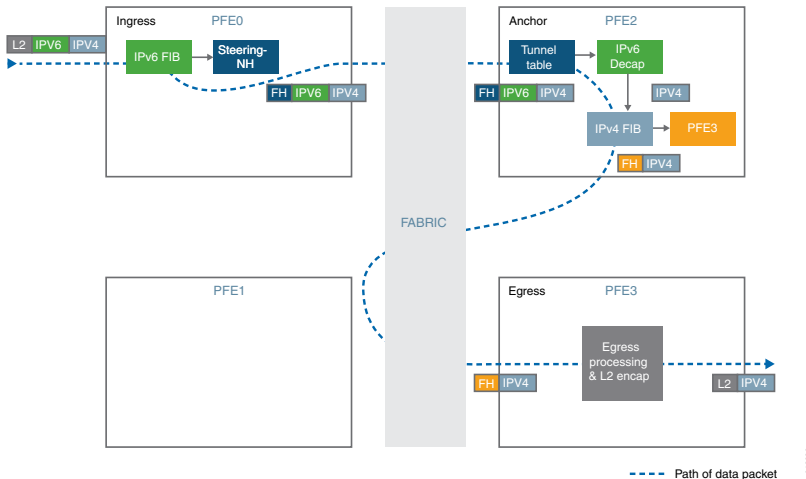 Ingress PFE0
L2 IPV6 IPV4
IPv6 FIB
Steering-
NH
FH IPV6 IPV4
FABRIC
Anchor PFE2
Tunnel
table
IPv6
Decap
FH IPV6 IPV4
IPV4
IPv4 FIB
PFE3
FH IPV4
PFE1
Egress PFE3
Egress
processing
& L2 encap
FH IPV4
L2 IPV4
Path of data packet